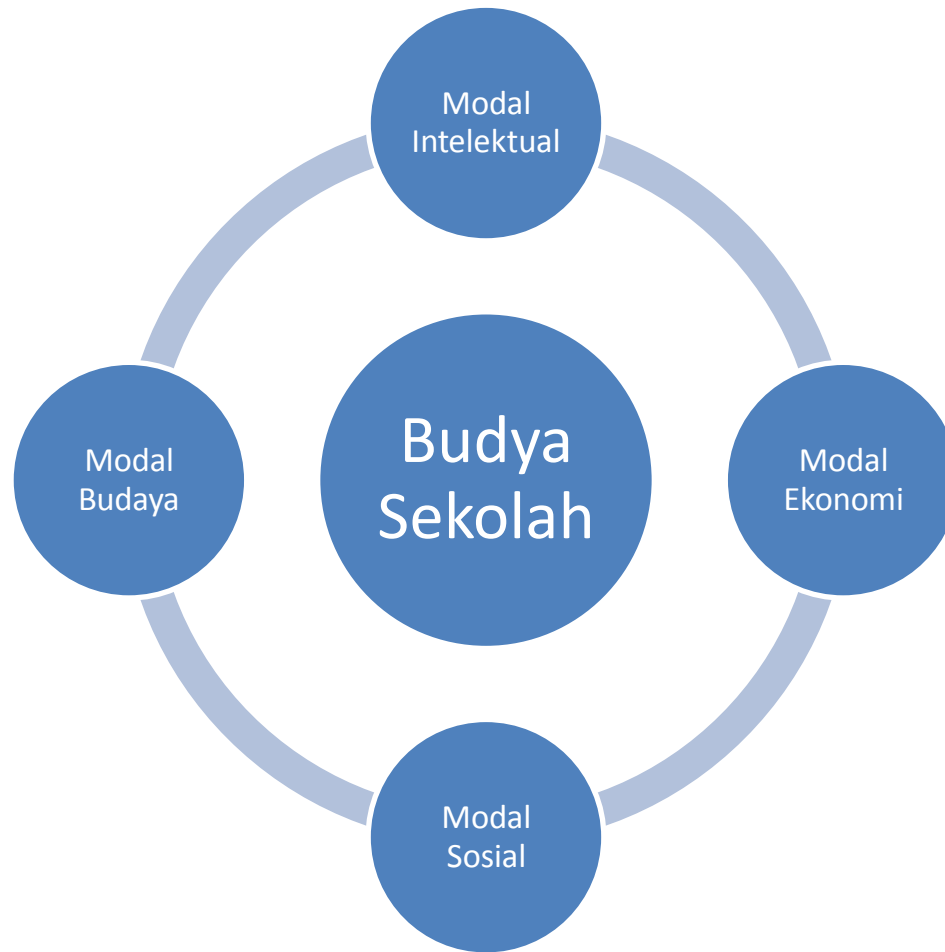 Modal
Intelektual
Modal
Budaya
Budya
Sekolah
Modal
Ekonomi
Modal
Sosial